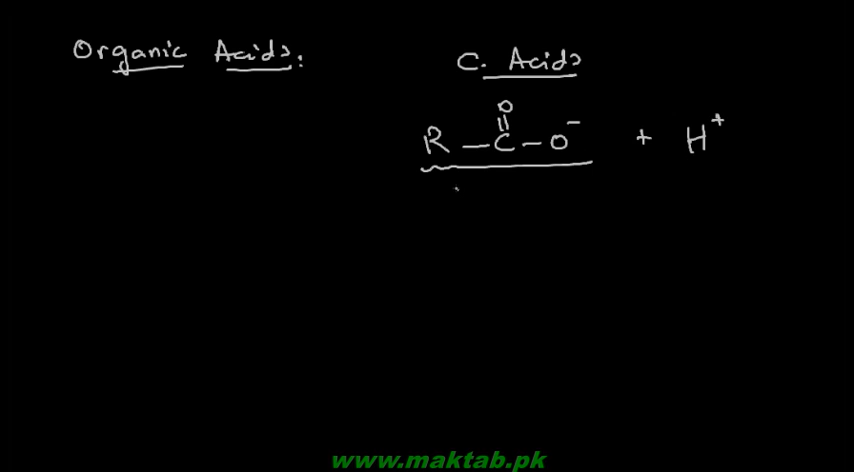 Organic Acids:
C. Acids
O
||
R — C — O⁻ + H⁺
www.maktab.pk